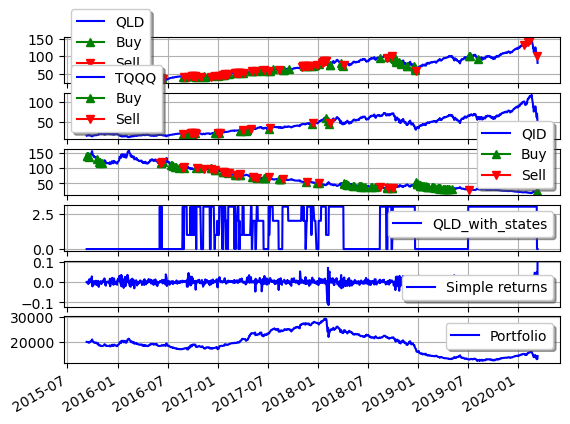 QLD
Buy
Sell
150
100
50
TQQQ
Buy
Sell
100
50
QID
Buy
Sell
150
100
50
QLD_with_states
2.5
0.0
Simple returns
0.1
0.0
−0.1
Portfolio
30000
20000
2015-07
2016-01
2016-07
2017-01
2017-07
2018-01
2018-07
2019-01
2019-07
2020-01